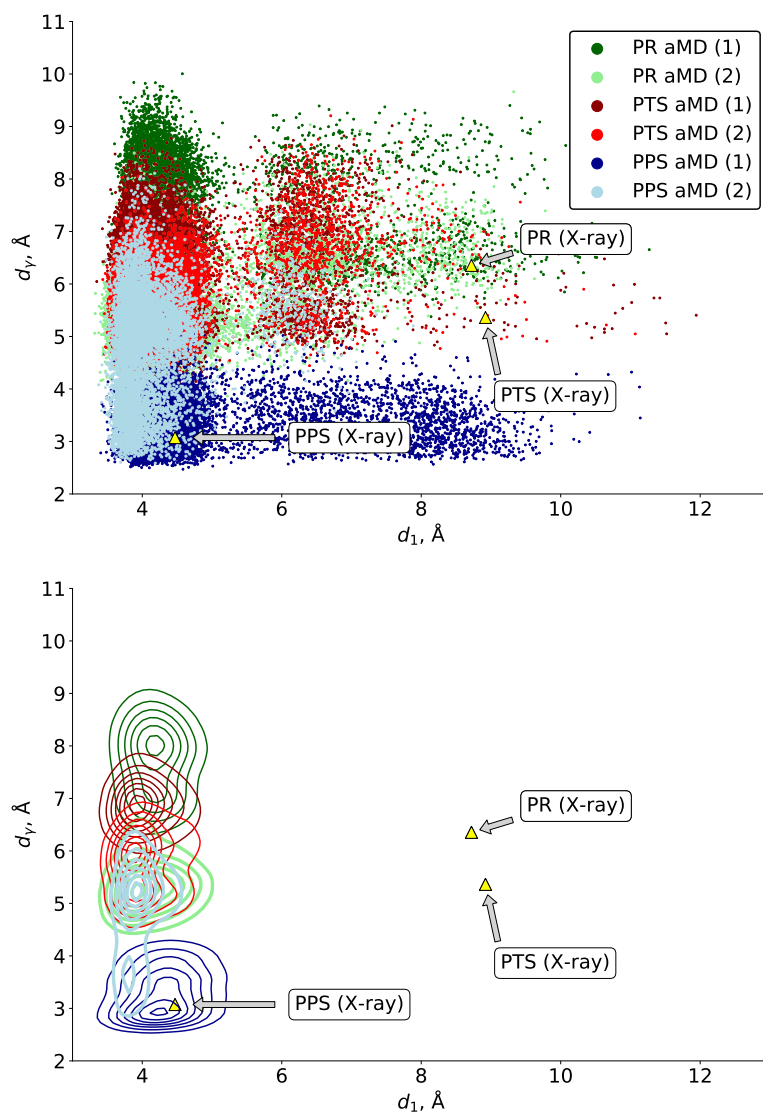 11
10
9
8
7
6
5
4
3
2
dγ, Å
PR aMD (1)
PR aMD (2)
PTS aMD (1)
PTS aMD (2)
PPS aMD (1)
PPS aMD (2)
PR (X-ray)
PTS (X-ray)
PPS (X-ray)
4 6 8 10 12
d1, Å
11
10
9
8
7
6
5
4
3
2
dγ, Å
PR (X-ray)
PTS (X-ray)
PPS (X-ray)
4 6 8 10 12
d1, Å